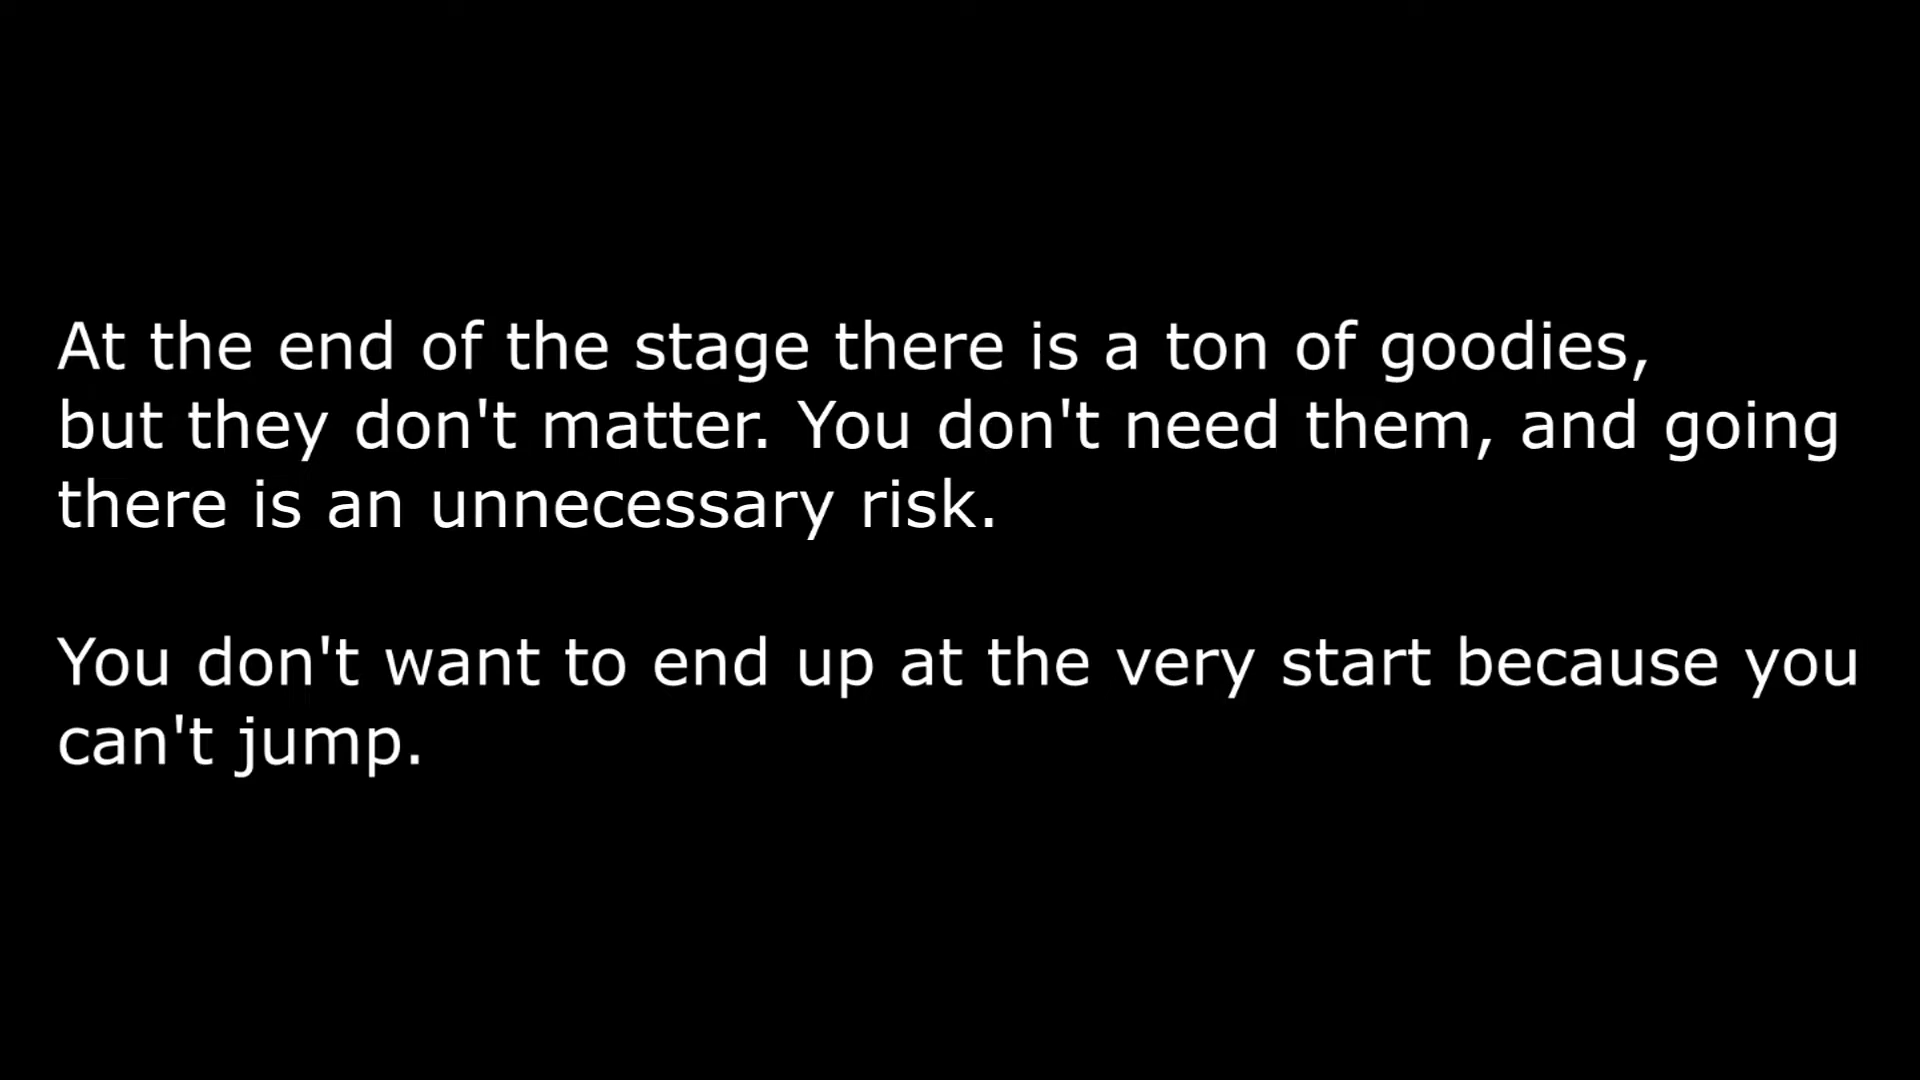 At the end of the stage there is a ton of goodies,
but they don't matter. You don't need them, and going
there is an unnecessary risk.
You don't want to end up at the very start because you
can't jump.